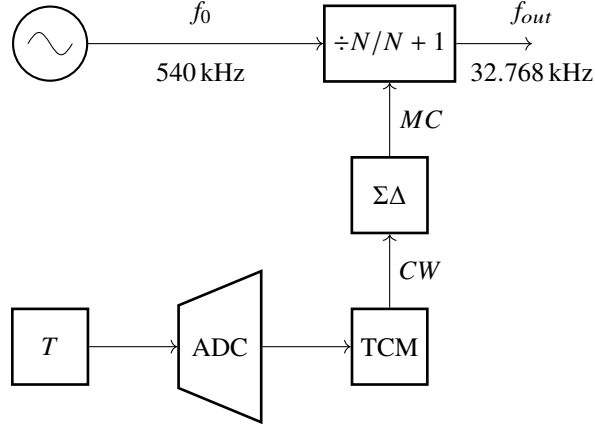 f₀
÷N/N + 1
f_out
540 kHz
32.768 kHz
MC
ΣΔ
CW
T
ADC
TCM